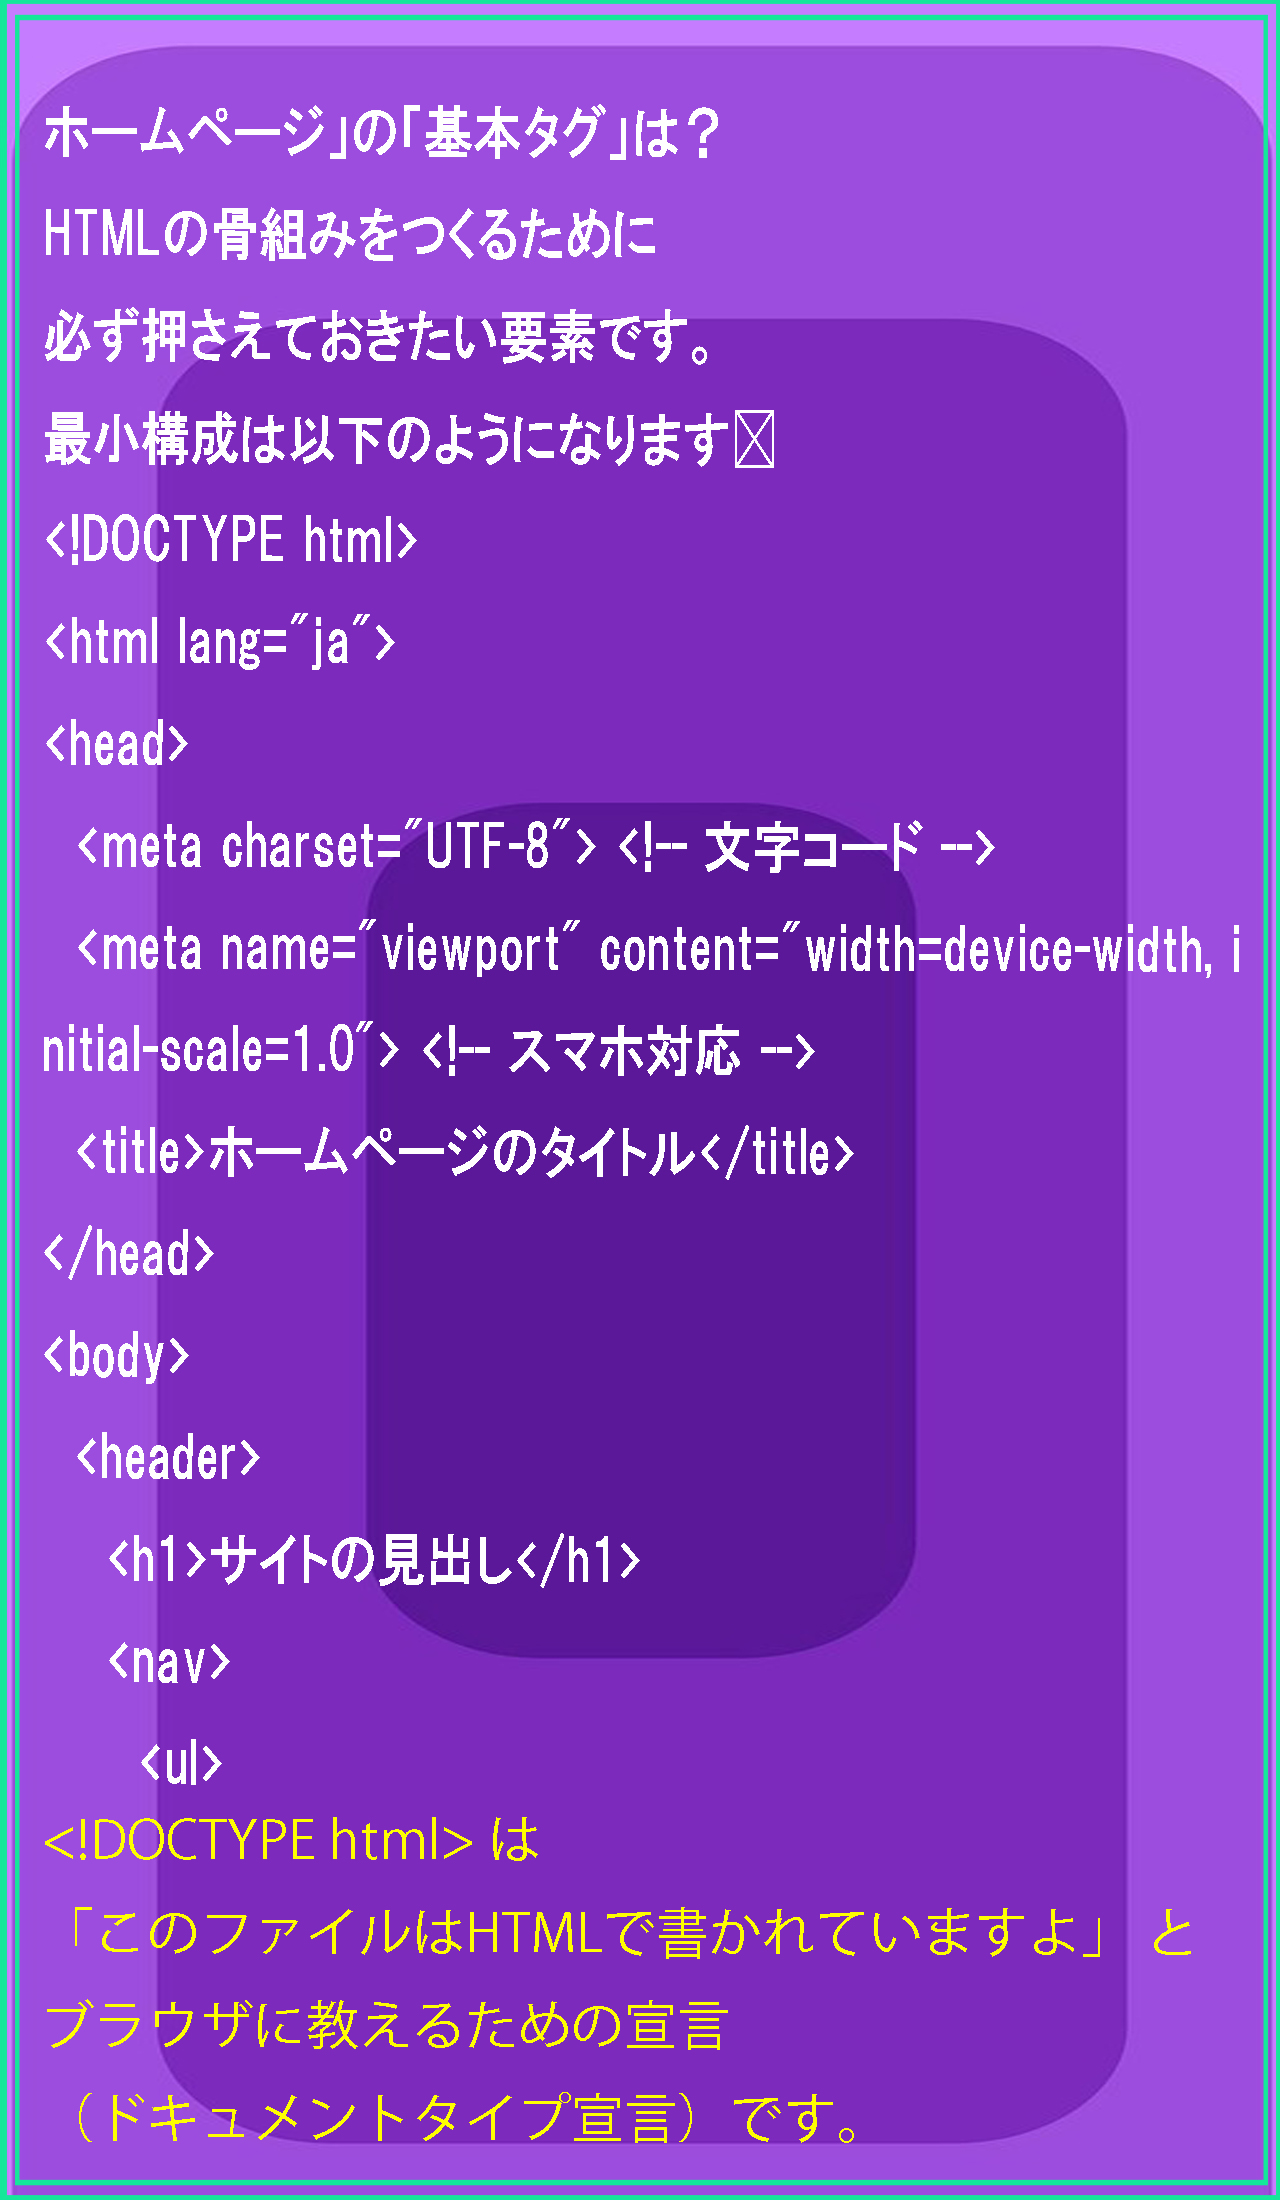 ホームページ」の「基本タグ」は？
HTMLの骨組みをつくるために
必ず押さえておきたい要素です。
最小構成は以下のようになります
<!DOCTYPE html>
<html lang="ja">
<head>
  <meta charset="UTF-8"> <!-- 文字コード -->
  <meta name="viewport" content="width=device-width, i
nitial-scale=1.0"> <!-- スマホ対応 -->
  <title>ホームページのタイトル</title>
</head>
<body>
  <header>
    <h1>サイトの見出し</h1>
    <nav>
      <ul>
<!DOCTYPE html> は
「このファイルはHTMLで書かれていますよ」 と
ブラウザに教えるための宣言
（ドキュメントタイプ宣言）です。